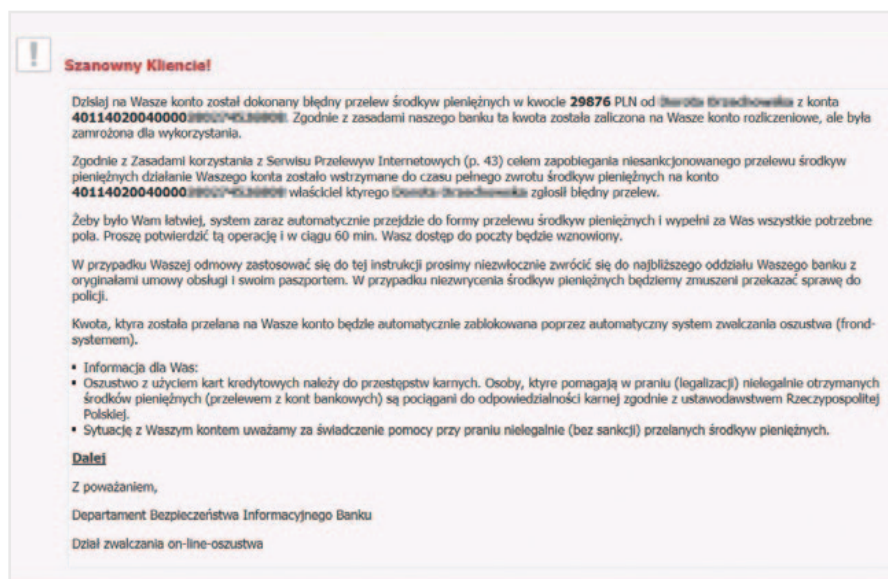 !
Szanowny Kliencie!
Dzisiaj na Wasze konto został dokonany błędny przelew środkyw pieniężnych w kwocie 29876 PLN od z konta
40114020040000 Zgodnie z zasadami naszego banku ta kwota została zaliczona na Wasze konto rozliczeniowe, ale była
zamrożona dla wykorzystania.
Zgodnie z Zasadami korzystania z Serwisu Przelewyw Internetowych (p. 43) celem zapobiegania niesankcjonowanego przelewu środkyw
pieniężnych działanie Waszego konta zostało wstrzymane do czasu pełnego zwrotu środkyw pieniężnych na konto
40114020040000 właściciel ktyrego zgłosił błędny przelew.
Żeby było Wam łatwiej, system zaraz automatycznie przejdzie do formy przelewu środkyw pieniężnych i wypełni za Was wszystkie potrzebne
pola. Proszę potwierdzić tą operację i w ciągu 60 min. Wasz dostęp do poczty będzie wznowiony.
W przypadku Waszej odmowy zastosować się do tej instrukcji prosimy niezwłocznie zwrócić się do najbliższego oddziału Waszego banku z
oryginałami umowy obsługi i swoim paszportem. W przypadku niezwrycenia środkyw pieniężnych będziemy zmuszeni przekazać sprawę do
policji.
Kwota, ktyra została przelana na Wasze konto będzie automatycznie zablokowana poprzez automatyczny system zwalczania oszustwa (frond-
systemem).
▪ Informacja dla Was:
▪ Oszustwo z użyciem kart kredytowych należy do przestępstw karnych. Osoby, ktyre pomagają w praniu (legalizacji) nielegalnie otrzymanych
środków pieniężnych (przelewem z kont bankowych) są pociągani do odpowiedzialności karnej zgodnie z ustawodawstwem Rzeczypospolitej
Polskiej.
▪ Sytuację z Waszym kontem uważamy za świadczenie pomocy przy praniu nielegalnie (bez sankcji) przelanych środkyw pieniężnych.
Dalej
Z poważaniem,
Departament Bezpieczeństwa Informacyjnego Banku
Dział zwalczania on-line-oszustwa